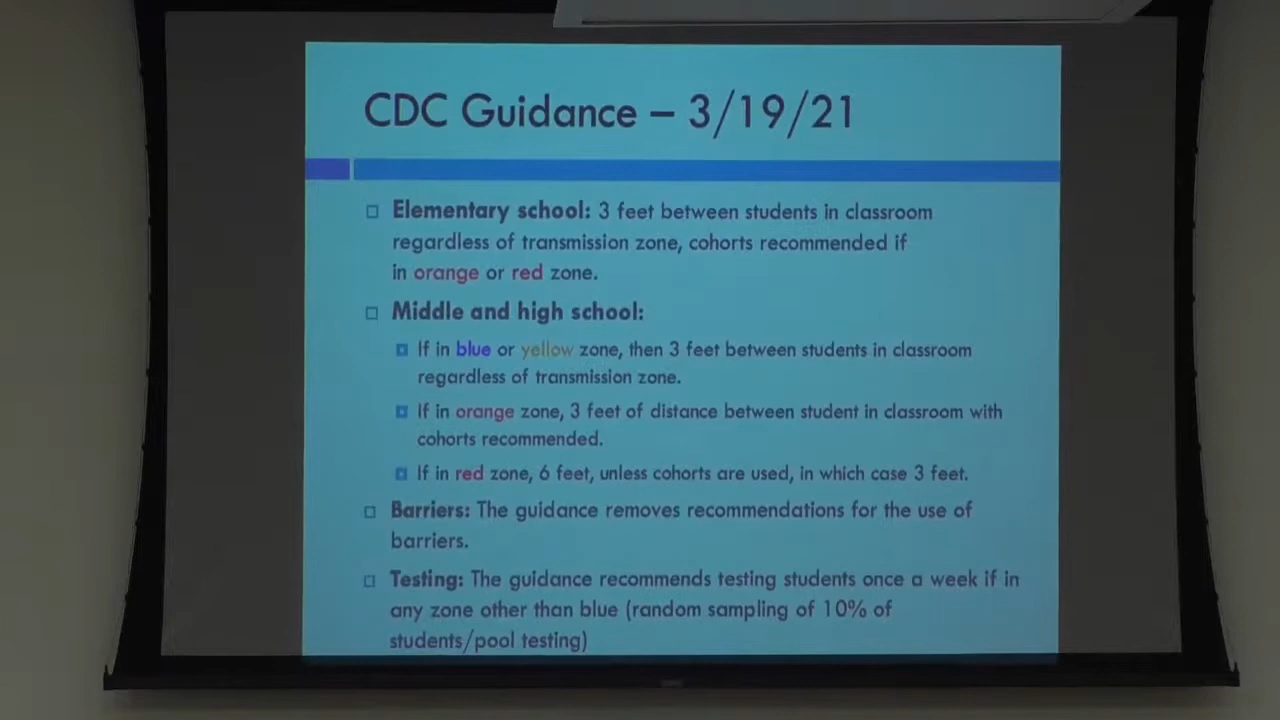 CDC Guidance – 3/19/21
Elementary school: 3 feet between students in classroom
regardless of transmission zone, cohorts recommended if
in orange or red zone.
Middle and high school:
If in blue or yellow zone, then 3 feet between students in classroom
regardless of transmission zone.
If in orange zone, 3 feet of distance between student in classroom with
cohorts recommended.
If in red zone, 6 feet, unless cohorts are used, in which case 3 feet.
Barriers: The guidance removes recommendations for the use of
barriers.
Testing: The guidance recommends testing students once a week if in
any zone other than blue (random sampling of 10% of
students/pool testing)